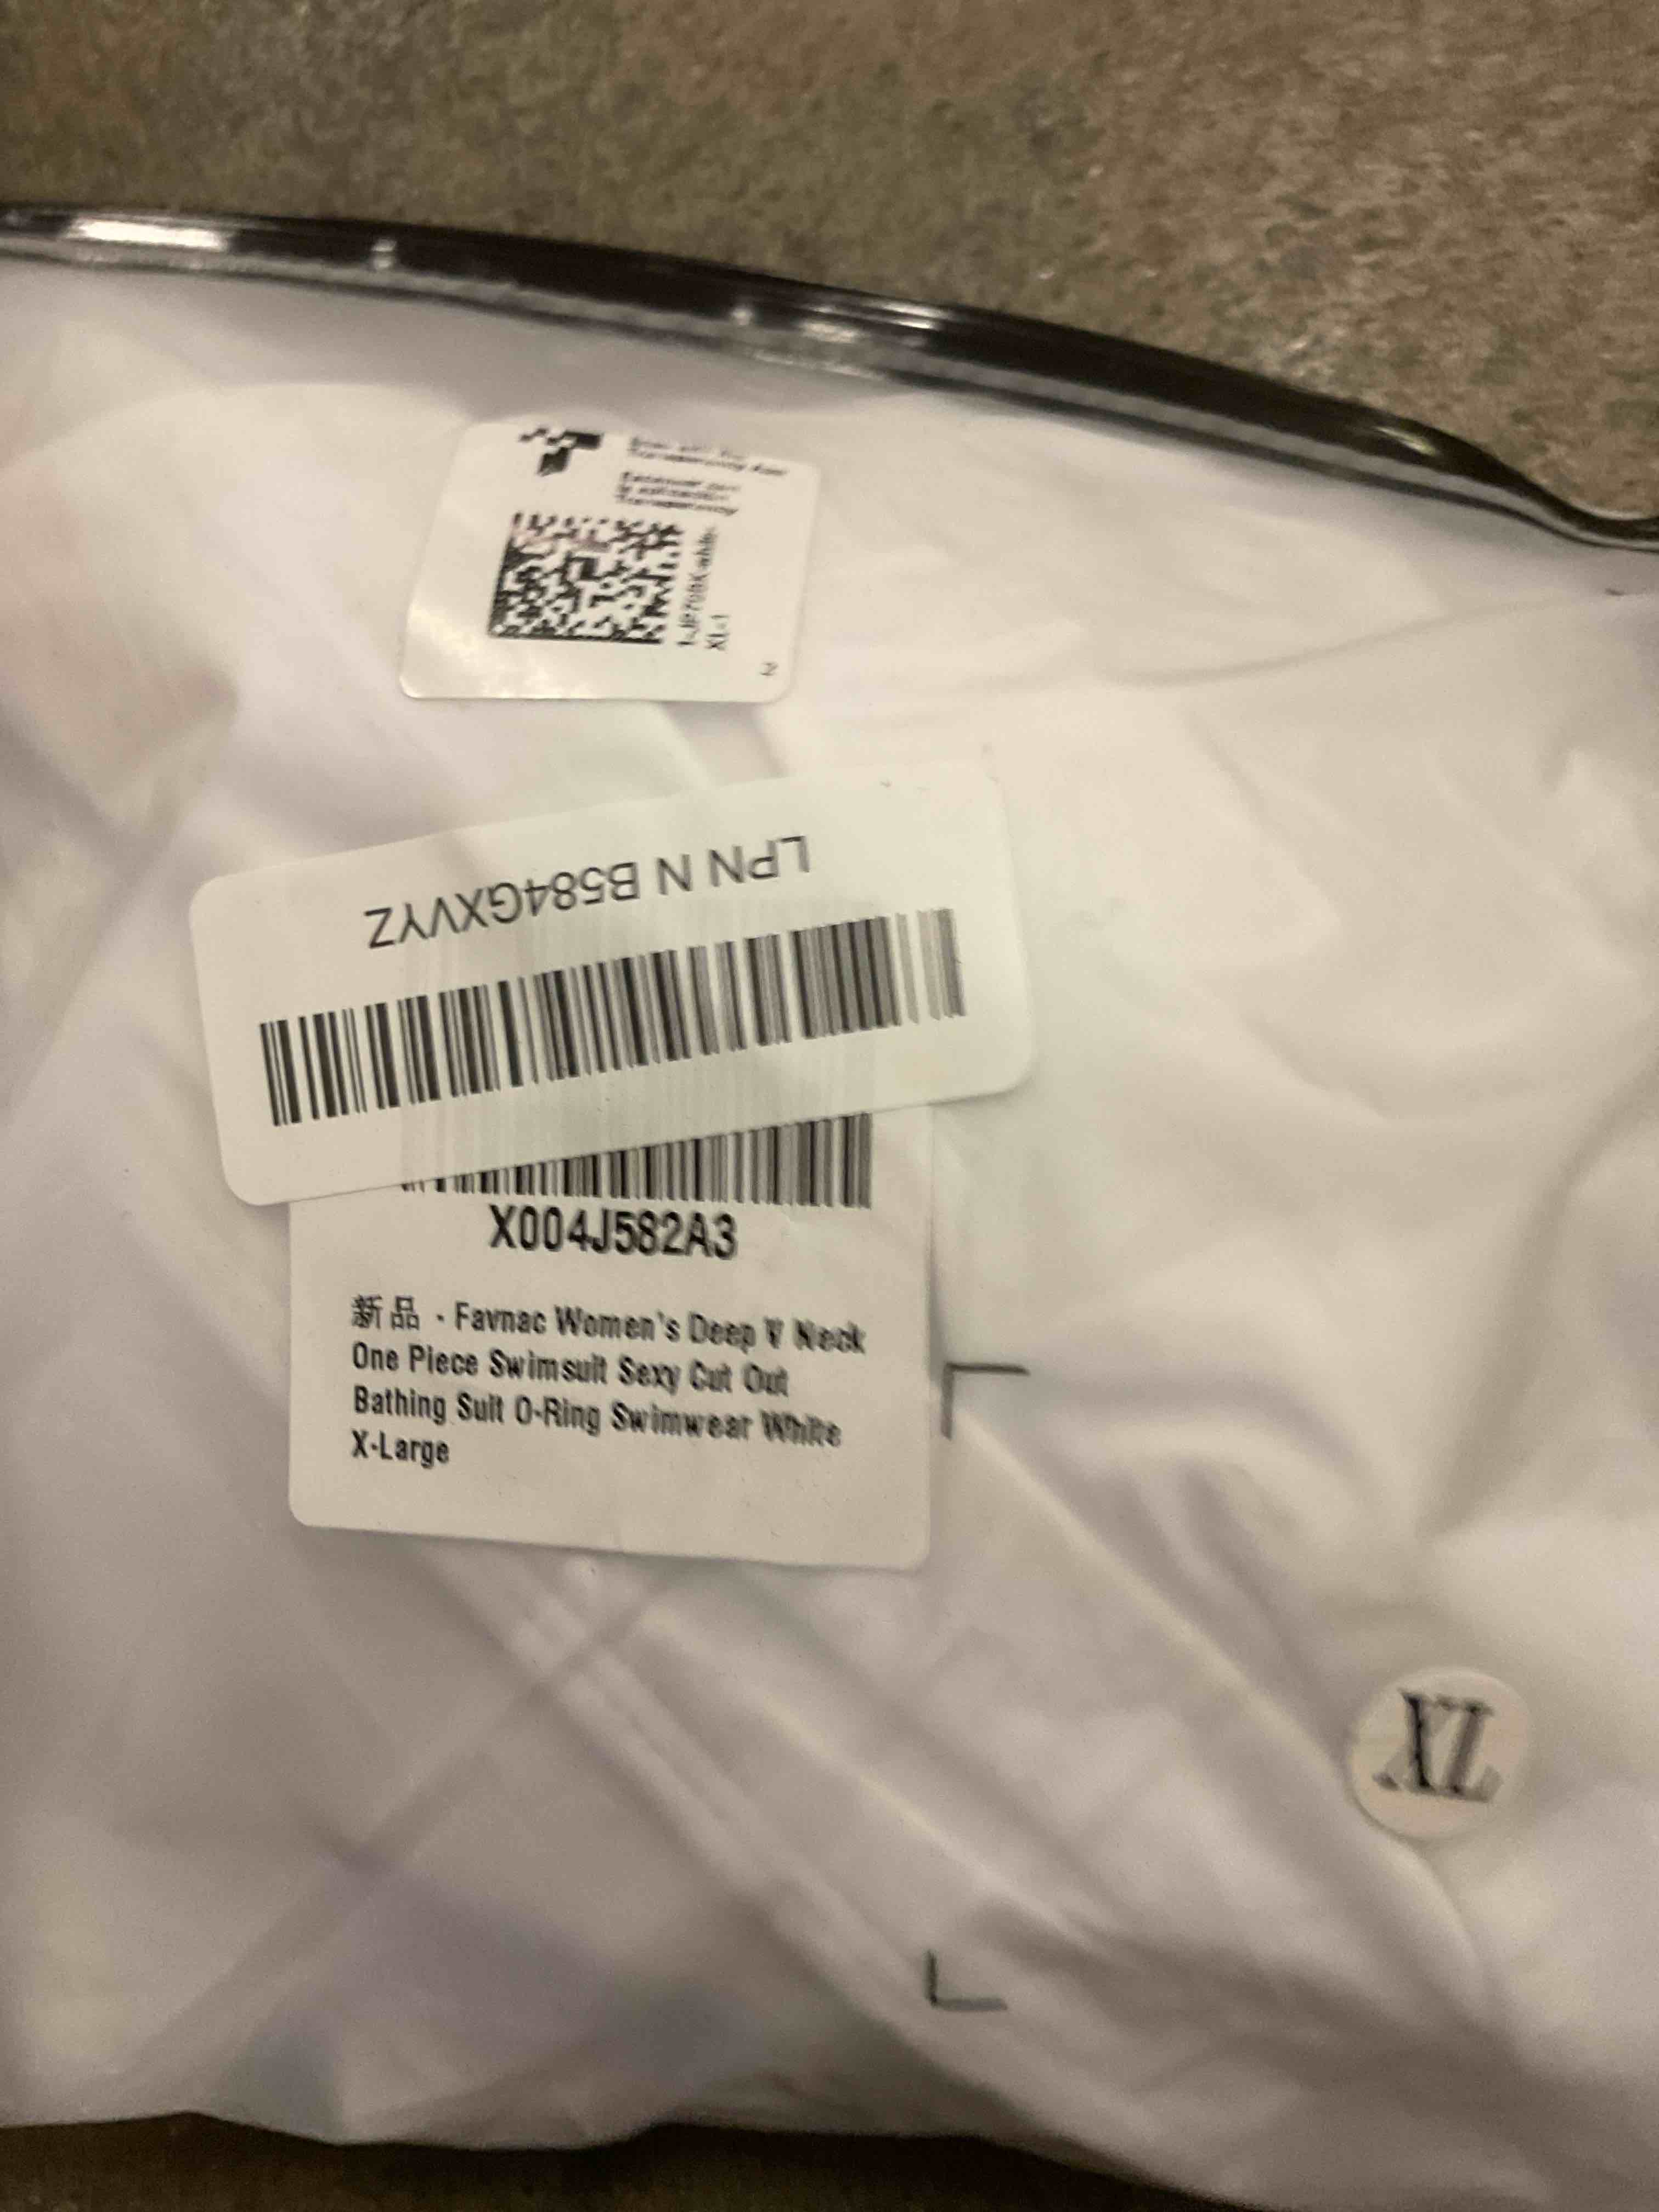 Transparency
LPN N B584GXVYZ
X004J582A3
新品 - Favnac Women's Deep V Neck
One Piece Swimsuit Sexy Cut Out
Bathing Suit O-Ring Swimwear White
X-Large
XL